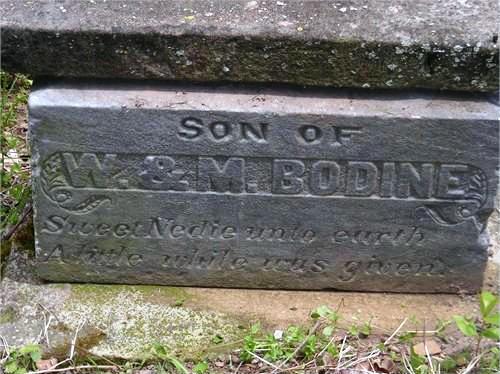 SON OF
W. & M. BODINE
Sweet Nedie unto earth
A little while was given.